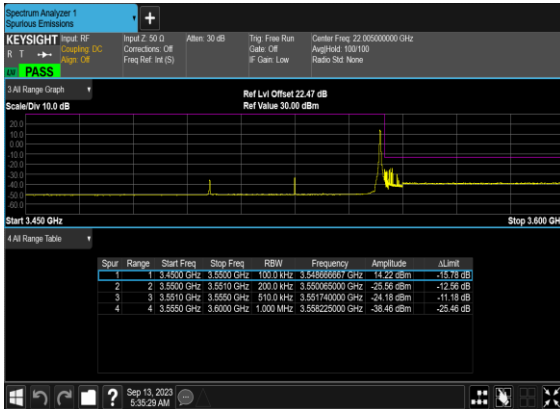 Spectrum Analyzer 1
Spurious Emissions
KEYSIGHT Input: RF Input Z: 50 Ω Atten: 30 dB Trig: Free Run Center Freq: 22.005000000 GHz
R T Coupling: DC Corrections: Off Gate: Off Avg|Hold: 100/100
Align: Off Freq Ref: Int (S) IF Gain: Low Radio Std: None
PASS
3 All Range Graph
Ref Lvl Offset 22.47 dB
Scale/Div 10.0 dB Ref Value 30.00 dBm
20.0
10.0
0.00
-10.0
-20.0
-30.0
-40.0
-50.0
-60.0
Start 3.450 GHz Stop 3.600 GH
4 All Range Table
Spur Range Start Freq Stop Freq RBW Frequency Amplitude ΔLimit
1 1 3.4500 GHz 3.5500 GHz 100.0 kHz 3.548666667 GHz 14.22 dBm -15.78 dB
2 2 3.5500 GHz 3.5510 GHz 200.0 kHz 3.550065000 GHz -25.56 dBm -12.56 dB
3 3 3.5510 GHz 3.5550 GHz 510.0 kHz 3.551740000 GHz -24.18 dBm -11.18 dB
4 4 3.5550 GHz 3.6000 GHz 1.000 MHz 3.558225000 GHz -38.46 dBm -25.46 dB
Sep 13, 2023
5:35:29 AM